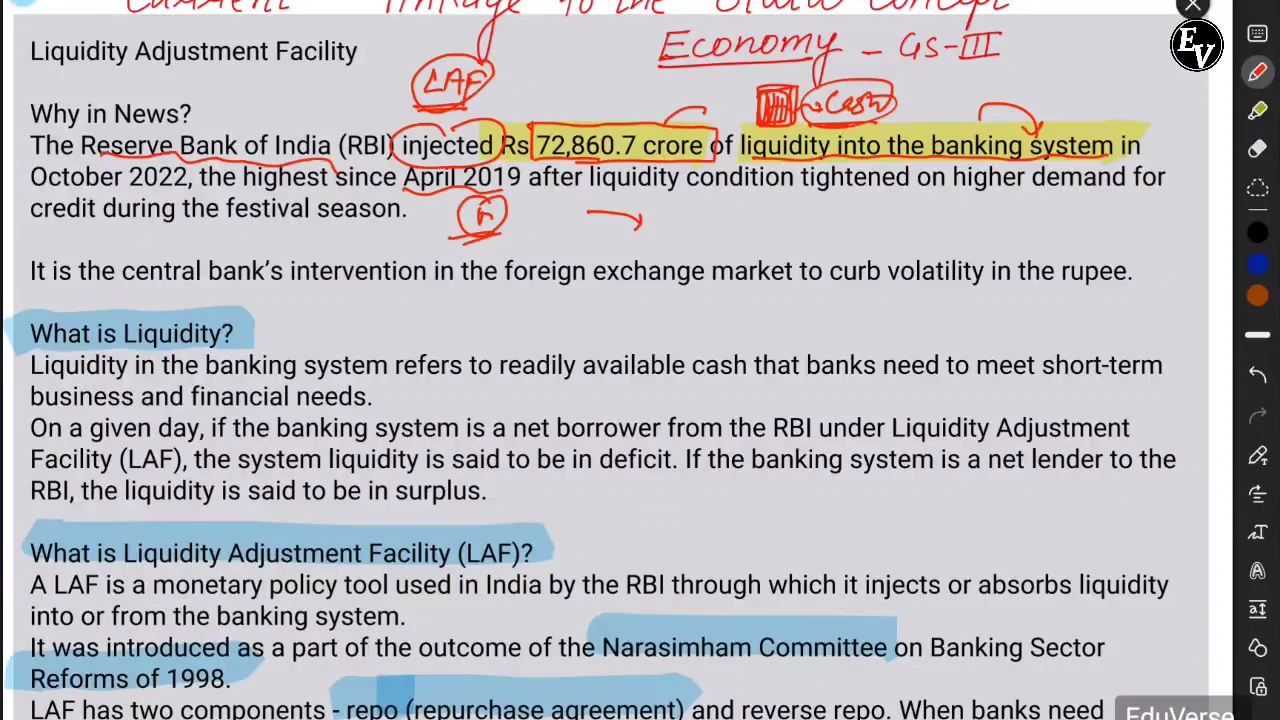 Current linkage to the Static Concept
Liquidity Adjustment Facility
Economy - GS-III
LAF
Cash
EV
Why in News?
The Reserve Bank of India (RBI) injected Rs 72,860.7 crore of liquidity into the banking system in
October 2022, the highest since April 2019 after liquidity condition tightened on higher demand for
credit during the festival season.
It is the central bank’s intervention in the foreign exchange market to curb volatility in the rupee.
What is Liquidity?
Liquidity in the banking system refers to readily available cash that banks need to meet short-term
business and financial needs.
On a given day, if the banking system is a net borrower from the RBI under Liquidity Adjustment
Facility (LAF), the system liquidity is said to be in deficit. If the banking system is a net lender to the
RBI, the liquidity is said to be in surplus.
What is Liquidity Adjustment Facility (LAF)?
A LAF is a monetary policy tool used in India by the RBI through which it injects or absorbs liquidity
into or from the banking system.
It was introduced as a part of the outcome of the Narasimham Committee on Banking Sector
Reforms of 1998.
LAF has two components - repo (repurchase agreement) and reverse repo. When banks need
EduVerse